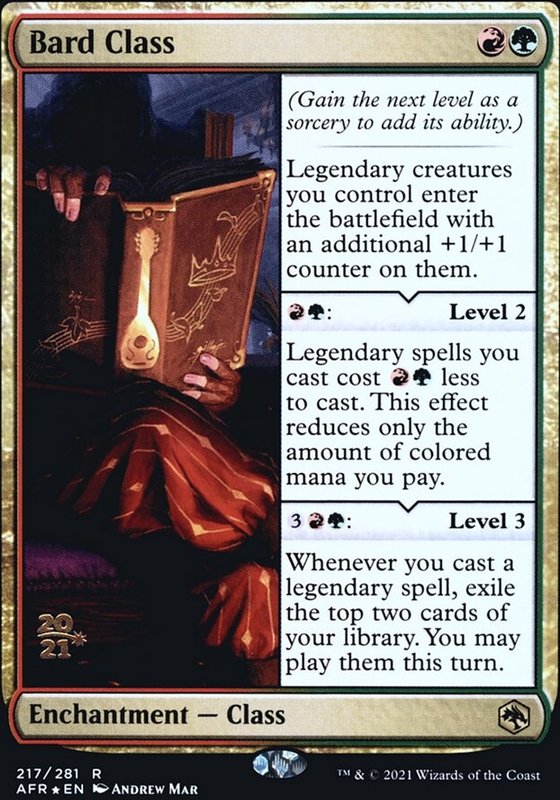 Bard Class
(Gain the next level as a
sorcery to add its ability.)
Legendary creatures
you control enter
the battlefield with
an additional +1/+1
counter on them.
: Level 2
Legendary spells you
cast cost less
to cast. This effect
reduces only the
amount of colored
mana you pay.
3 : Level 3
Whenever you cast a
legendary spell, exile
the top two cards of
your library. You may
play them this turn.
20
21
Enchantment — Class
217/281 R
AFR ★ EN Andrew Mar
™ & © 2021 Wizards of the Coast